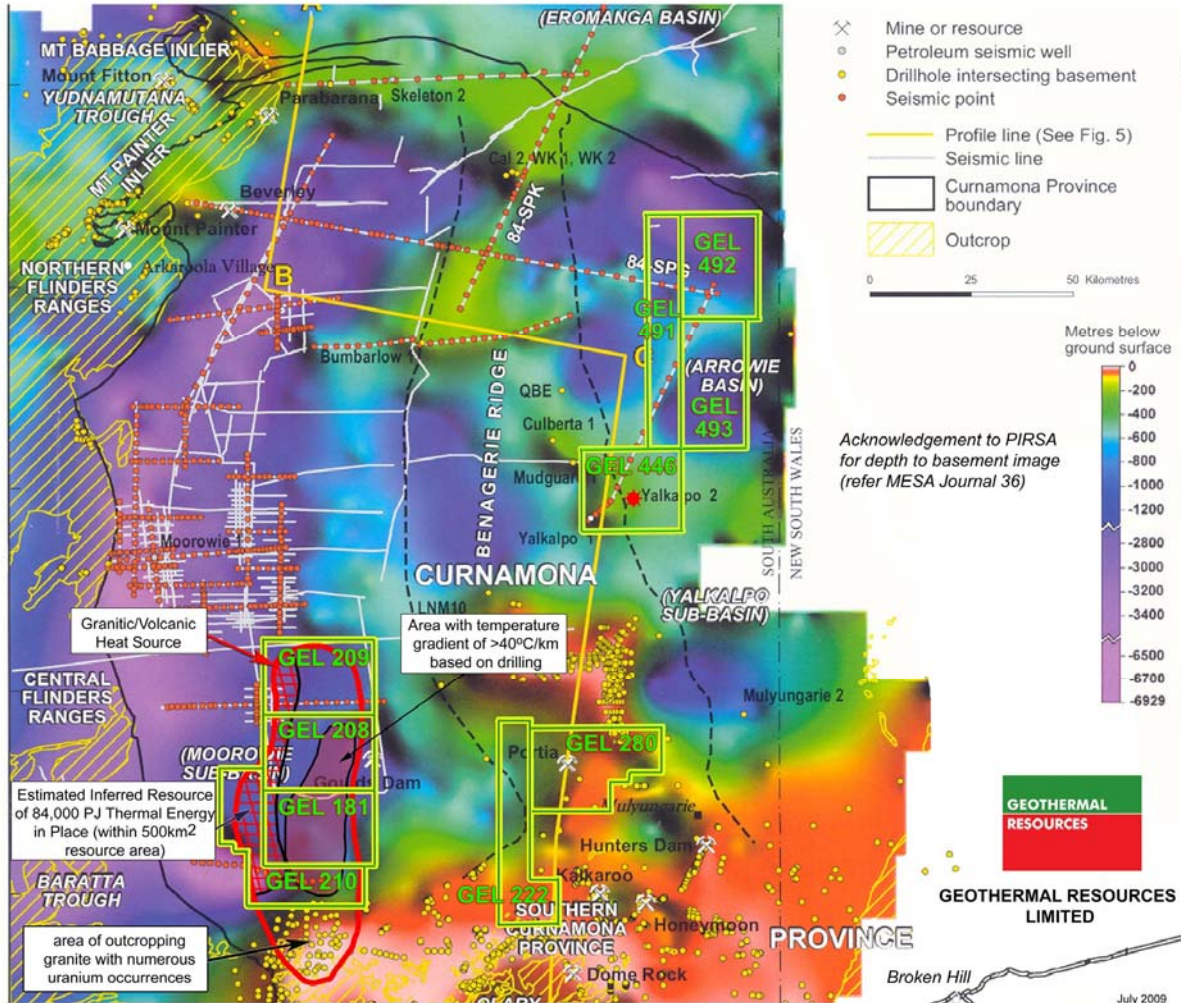 A
(EROMANGA BASIN)
MT BABBAGE INLIER
Mount Fitton
YUDNAMUTANA
TROUGH
Parabarana
Skeleton 2
MT PAINTER
INLIER
Cal 2, WK 1, WK 2
Beverley
84-SPK
Mount Painter
Arkaroola Village
NORTHERN
FLINDERS
RANGES
B
84-SPG
GEL
492
GEL
491
Bumbarlow 1
C
(ARROWIE
BASIN)
BENAGERIE RIDGE
QBE
GEL
493
Culberta 1
GEL 446
Mudguard 1
Yalkalpo 2
Yalkalpo
Moorowie 1
SOUTH AUSTRALIA
NEW SOUTH WALES
CURNAMONA
LNM10
(YALKALPO
SUB-BASIN)
Granitic/Volcanic
Heat Source
Area with temperature
gradient of >40ºC/km
based on drilling
GEL 209
CENTRAL
FLINDERS
RANGES
Mulyungarie 2
GEL 208
(MOOROWIE
SUB-BASIN)
Goulds Dam
Portia
GEL 280
Estimated Inferred Resource
of 84,000 PJ Thermal Energy
in Place (within 500km2
resource area)
GEL 181
Mulyungarie
Hunters Dam
BARATTA
TROUGH
GEL 210
Kalkaroo
GEL 222
SOUTHERN
CURNAMONA
PROVINCE
Honeymoon
PROVINCE
area of outcropping
granite with numerous
uranium occurrences
Dome Rock
OLARY
Mine or resource
Petroleum seismic well
Drillhole intersecting basement
Seismic point
Profile line (See Fig. 5)
Seismic line
Curnamona Province
boundary
Outcrop
0 25 50 Kilometres
Metres below
ground surface
0
-200
-400
-600
-800
-1000
-1200
-2800
-3200
-3400
-6500
-6700
-6929
Acknowledgement to PIRSA
for depth to basement image
(refer MESA Journal 36)
GEOTHERMAL
RESOURCES
GEOTHERMAL RESOURCES
LIMITED
Broken Hill
July 2009